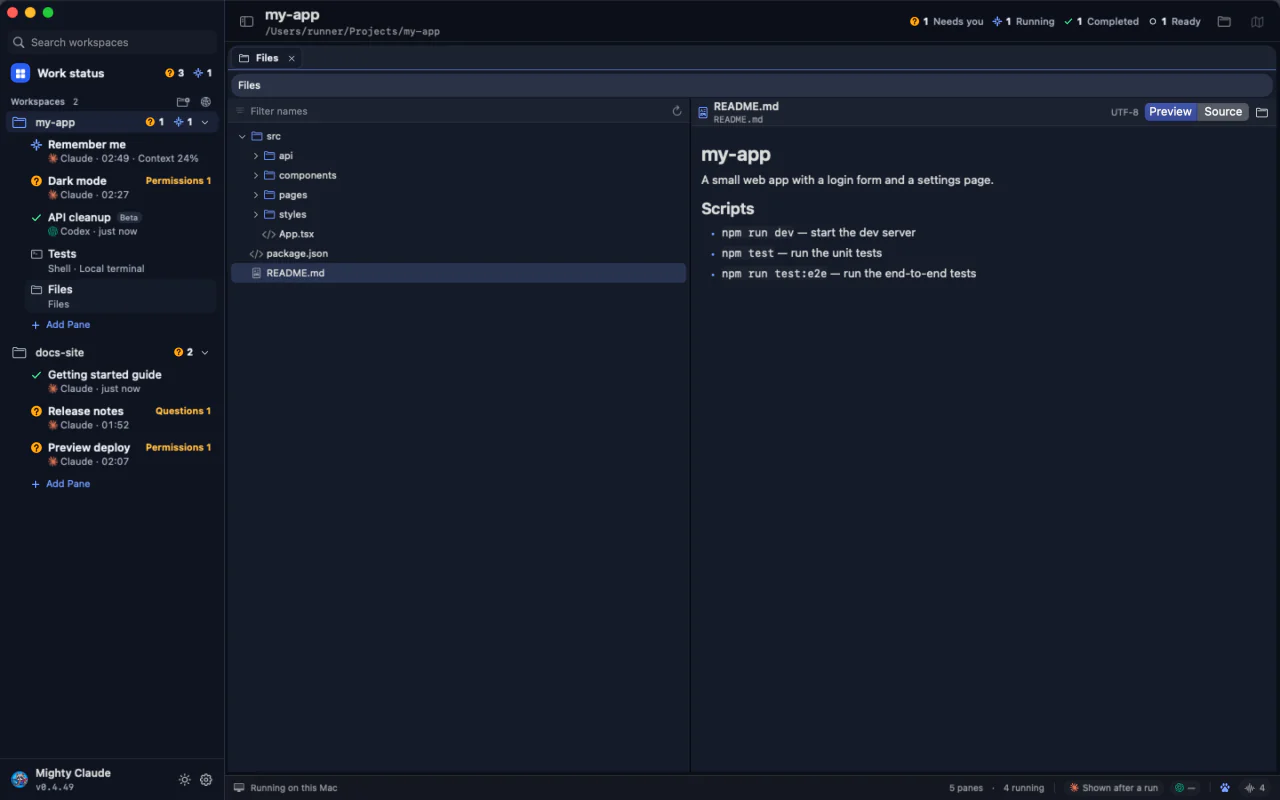 my-app
/Users/runner/Projects/my-app
1 Needs you
1 Running
1 Completed
1 Ready
Search workspaces
Work status
3
1
Workspaces 2
my-app
1
1
Remember me
Claude · 02:49 · Context 24%
Dark mode
Permissions 1
Claude · 02:27
API cleanup Beta
Codex · just now
Tests
Shell · Local terminal
Files
Files
+ Add Pane
docs-site
2
Getting started guide
Claude · just now
Release notes
Questions 1
Claude · 01:52
Preview deploy
Permissions 1
Claude · 02:07
+ Add Pane
Mighty Claude
v0.4.49
Files
Files
Filter names
src
api
components
pages
styles
App.tsx
package.json
README.md
README.md
README.md
UTF-8
Preview
Source
my-app
A small web app with a login form and a settings page.
Scripts
• npm run dev — start the dev server
• npm test — run the unit tests
• npm run test:e2e — run the end-to-end tests
Running on this Mac
5 panes · 4 running
Shown after a run
—
4